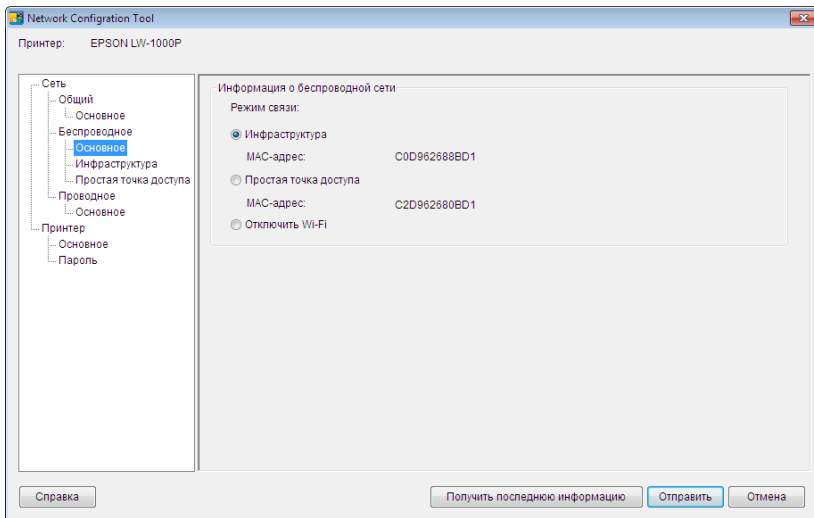 Network Configration Tool
Принтер: EPSON LW-1000P
Сеть
Общий
Основное
Беспроводное
Основное
Инфраструктура
Простая точка доступа
Проводное
Основное
Принтер
Основное
Пароль
Информация о беспроводной сети
Режим связи:
Инфраструктура
MAC-адрес: C0D962688BD1
Простая точка доступа
MAC-адрес: C2D962680BD1
Отключить Wi-Fi
Справка
Получить последнюю информацию
Отправить
Отмена